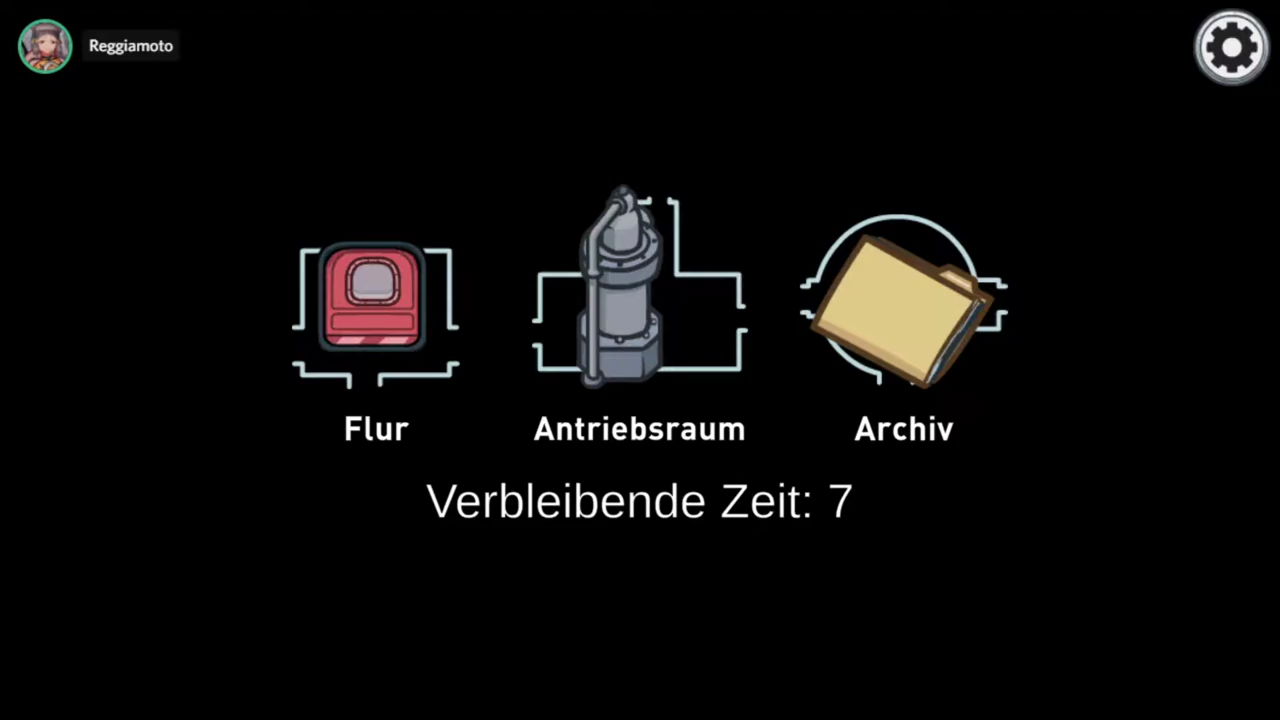 Reggiamoto
Flur
Antriebsraum
Archiv
Verbleibende Zeit: 7